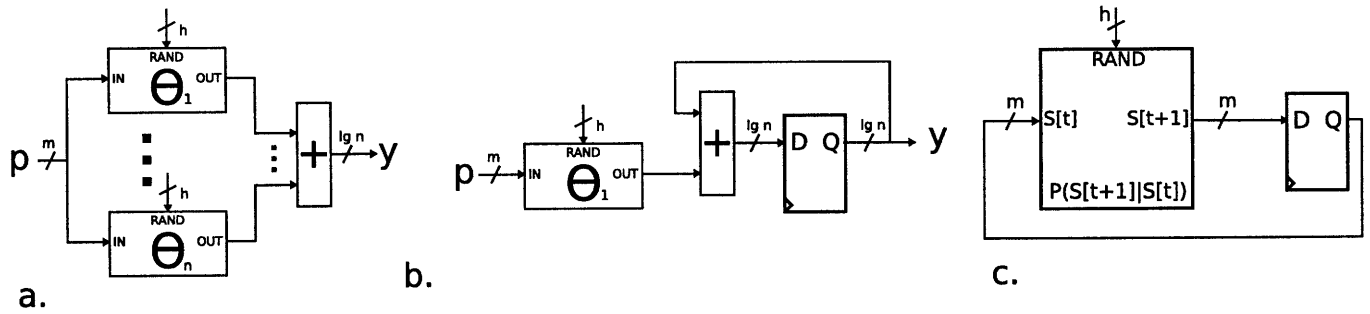 h
RAND
IN Θ1 OUT
p m
+ lg n y
h
RAND
IN Θn OUT
a.
h
RAND
p m IN Θ1 OUT
+ lg n D Q lg n y
b.
h
RAND
m S[t] S[t+1] m D Q
P(S[t+1]|S[t])
c.